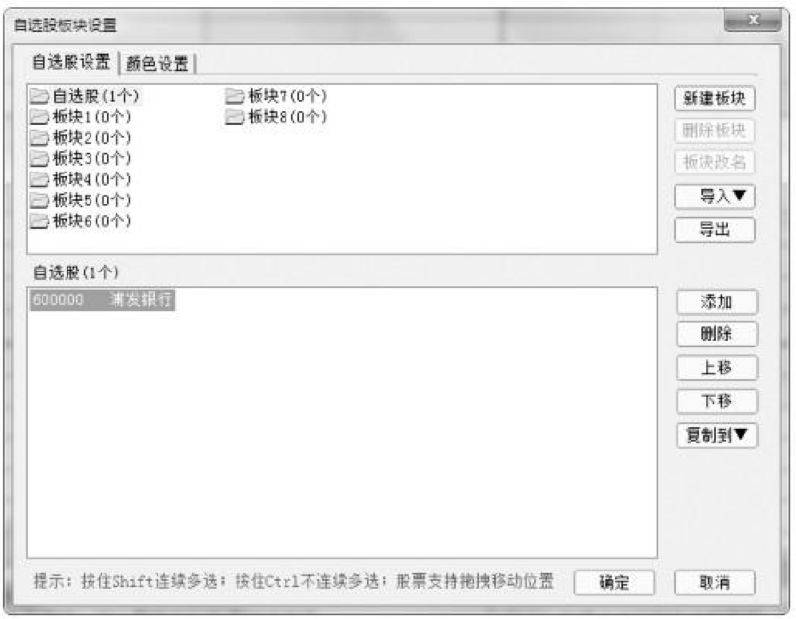 自选股板块设置
x
自选股设置 颜色设置
自选股(1个) 板块7(0个)
板块1(0个) 板块8(0个)
板块2(0个)
板块3(0个)
板块4(0个)
板块5(0个)
板块6(0个)
新建板块
删除板块
板块改名
导入▼
导出
自选股(1个)
600000 浦发银行
添加
删除
上移
下移
复制到▼
提示：按住Shift连续多选；按住Ctrl不连续多选；股票支持拖拽移动位置
确定 取消